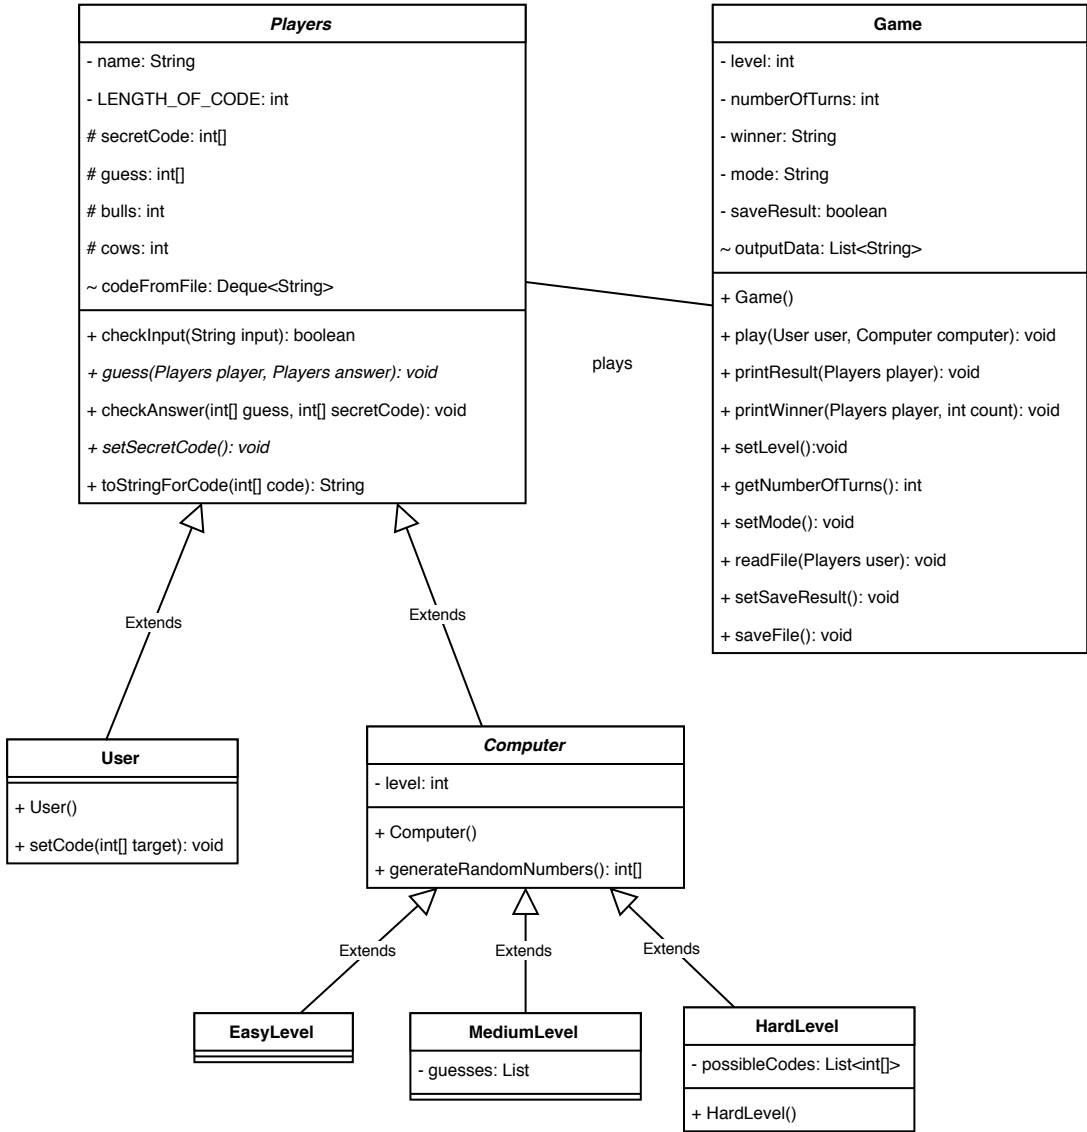 Players
- name: String
- LENGTH_OF_CODE: int
# secretCode: int[]
# guess: int[]
# bulls: int
# cows: int
~ codeFromFile: Deque<String>
+ checkInput(String input): boolean
+ guess(Players player, Players answer): void
+ checkAnswer(int[] guess, int[] secretCode): void
+ setSecretCode(): void
+ toStringForCode(int[] code): String
plays
Game
- level: int
- numberOfTurns: int
- winner: String
- mode: String
- saveResult: boolean
~ outputData: List<String>
+ Game()
+ play(User user, Computer computer): void
+ printResult(Players player): void
+ printWinner(Players player, int count): void
+ setLevel():void
+ getNumberOfTurns(): int
+ setMode(): void
+ readFile(Players user): void
+ setSaveResult(): void
+ saveFile(): void
Extends
Extends
User
+ User()
+ setCode(int[] target): void
Computer
- level: int
+ Computer()
+ generateRandomNumbers(): int[]
Extends
Extends
Extends
EasyLevel
MediumLevel
- guesses: List
HardLevel
- possibleCodes: List<int[]>
+ HardLevel()